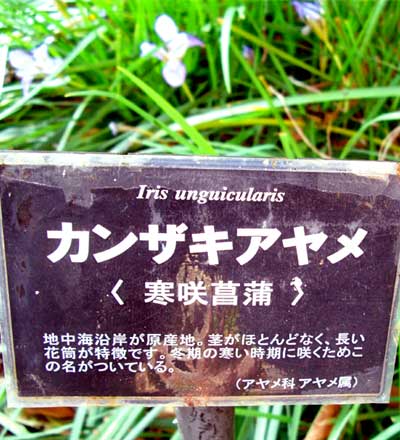 Iris unguicularis
カンザキアヤメ
〈 寒咲菖蒲 〉
地中海沿岸が原産地。茎がほとんどなく、長い
花筒が特徴です。冬期の寒い時期に咲くためこ
の名がついている。
（アヤメ科 アヤメ属）